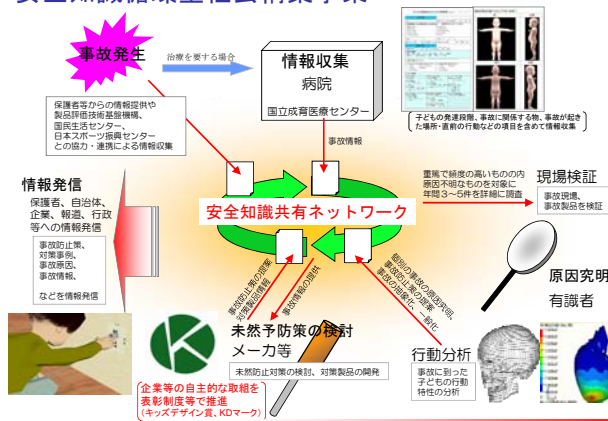 安全知識循環型社会構築事業
事故発生
治療を要する場合
情報収集
病院
国立成育医療センター
子どもの発達段階、事故に関係する物、事故が起き
た場所・直前の行動などの項目を含めて情報収集
保護者等からの情報提供や
製品評価技術基盤機構、
国民生活センター、
日本スポーツ振興センター
との協力・連携による情報収集
事故情報
重篤で頻度の高いものの内
原因不明なものを対象に
年間3~5件を詳細に調査
現場検証
事故現場、
事故製品を検証
情報発信
保護者、自治体、
企業、報道、行政
等への情報発信
事故防止策、
対策事例、
事故原因、
事故情報、
などを情報発信
安全知識共有ネットワーク
事故防止策の提案
対策製品情報
事故情報の提供
個別の事故の原因究明、
事故防止策の提案
事故の抽象化、一般化
原因究明
有識者
未然予防策の検討
メーカ等
未然防止対策の検討、対策製品の開発
行動分析
事故に到った
子どもの行動
特性の分析
企業等の自主的な取組を
表彰制度等で推進
(キッズデザイン賞、KDマーク)